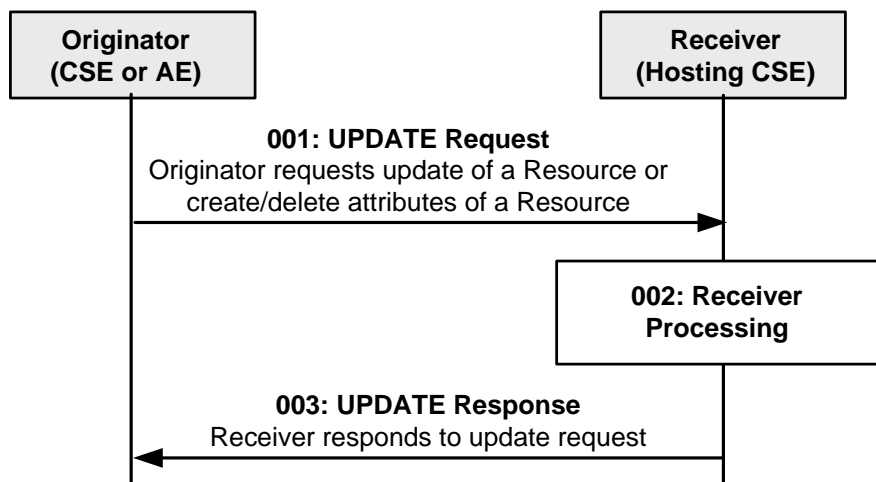 Originator
(CSE or AE)
Receiver
(Hosting CSE)
001: UPDATE Request
Originator requests update of a Resource or
create/delete attributes of a Resource
002: Receiver
Processing
003: UPDATE Response
Receiver responds to update request